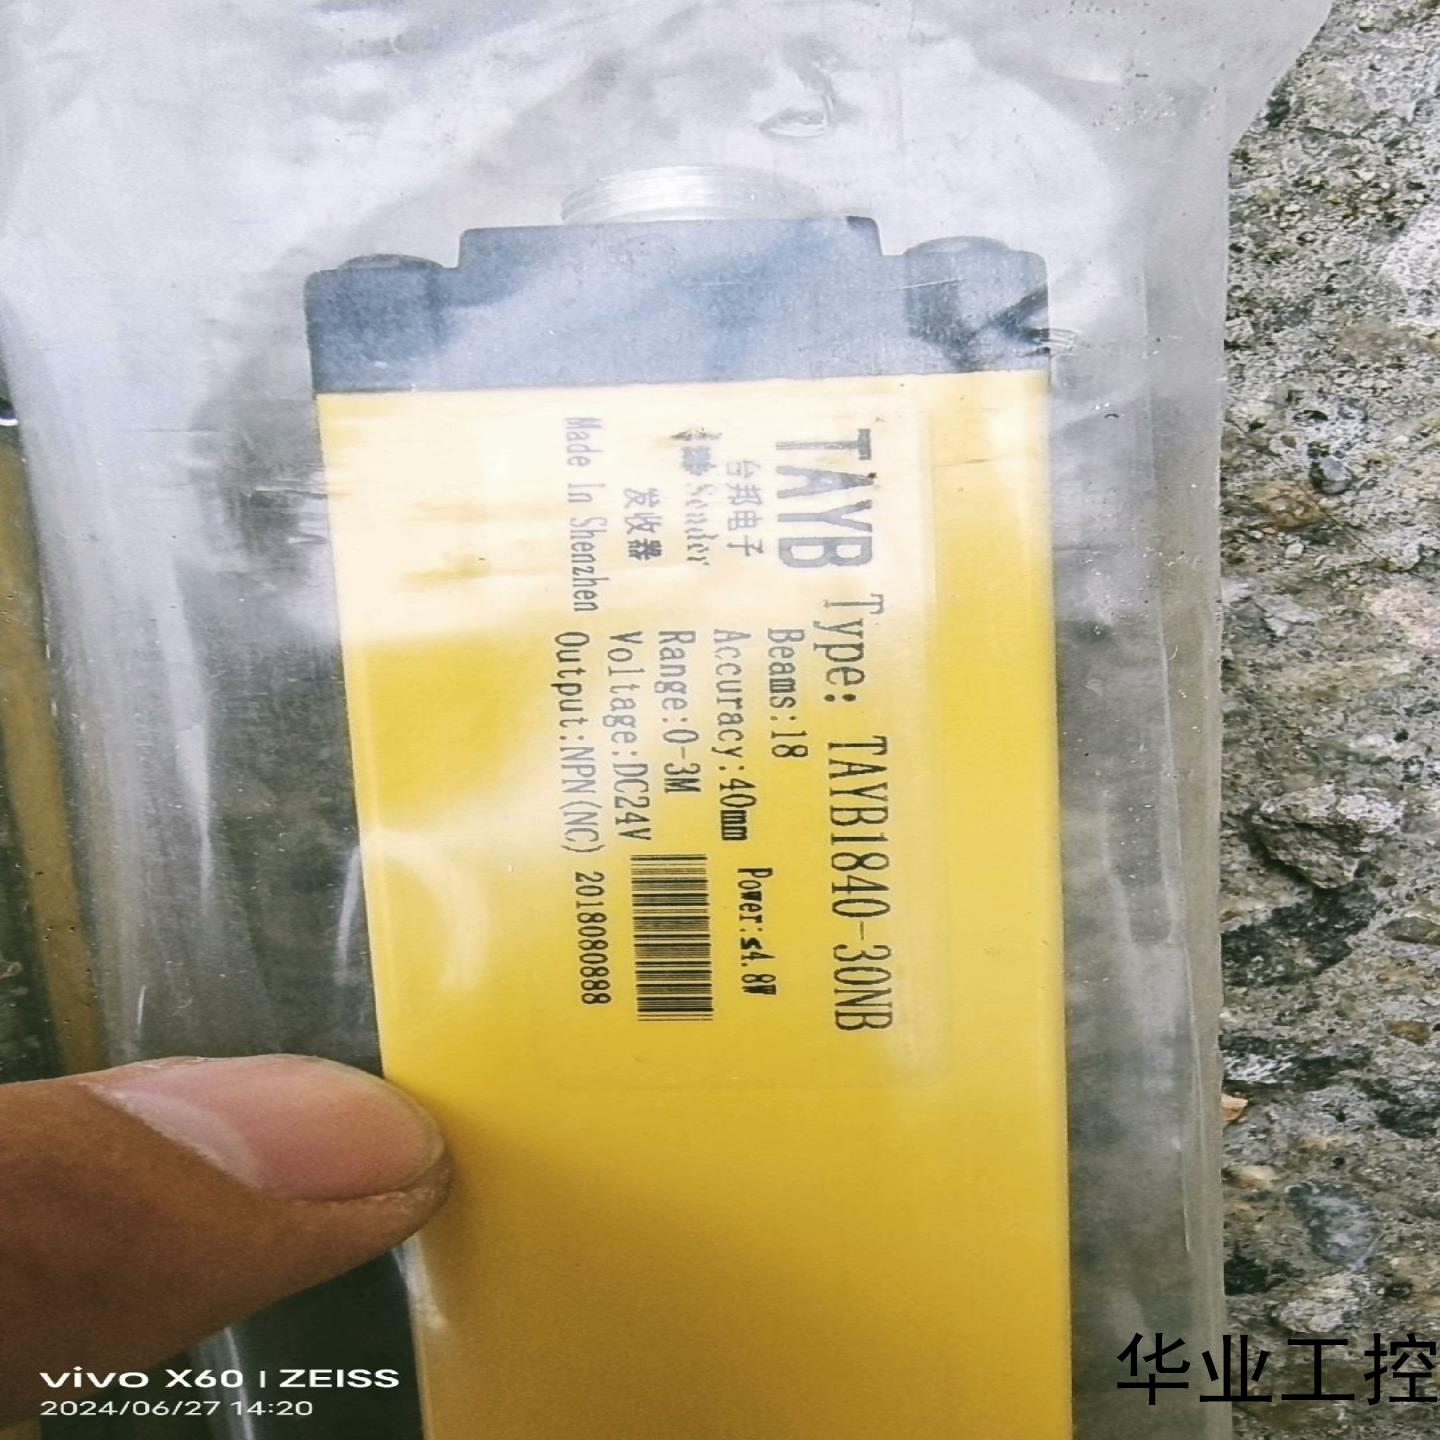 TAYB
Type: TAYB1840-30NB
台邦电子
Sender
发收器
Made In Shenzhen
Beams:18
Accuracy:40mm
Power:≤4.8W
Range:0-3M
Voltage:DC24V
Output:NPN(NC)
2018080888
vivo X60 | ZEISS
2024/06/27 14:20
华业工控